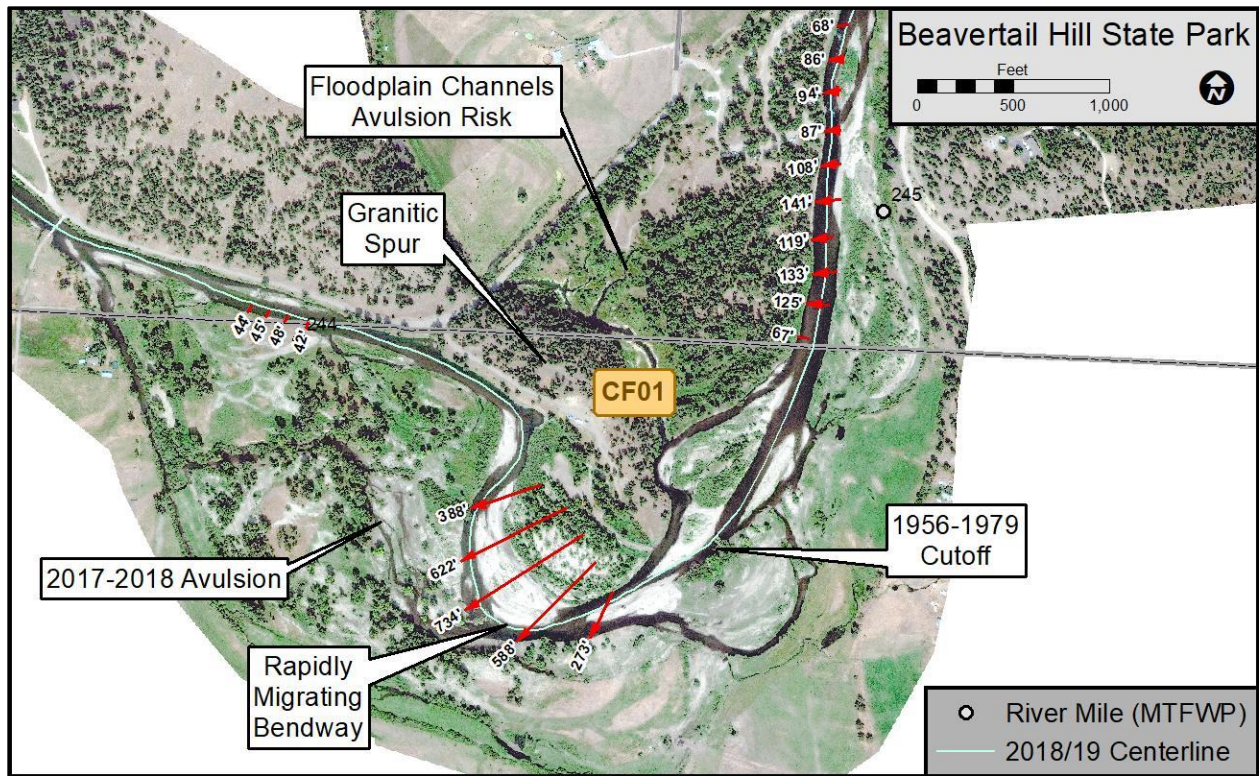 Beavertail Hill State Park
Feet
0 500 1,000
N
68'
86'
94'
87'
108'
141'
119'
133'
125'
67'
245
Floodplain Channels
Avulsion Risk
Granitic
Spur
44'
45'
48'
42'
244
CF01
388'
622'
734'
588'
273'
1956-1979
Cutoff
2017-2018 Avulsion
Rapidly
Migrating
Bendway
River Mile (MTFWP)
2018/19 Centerline